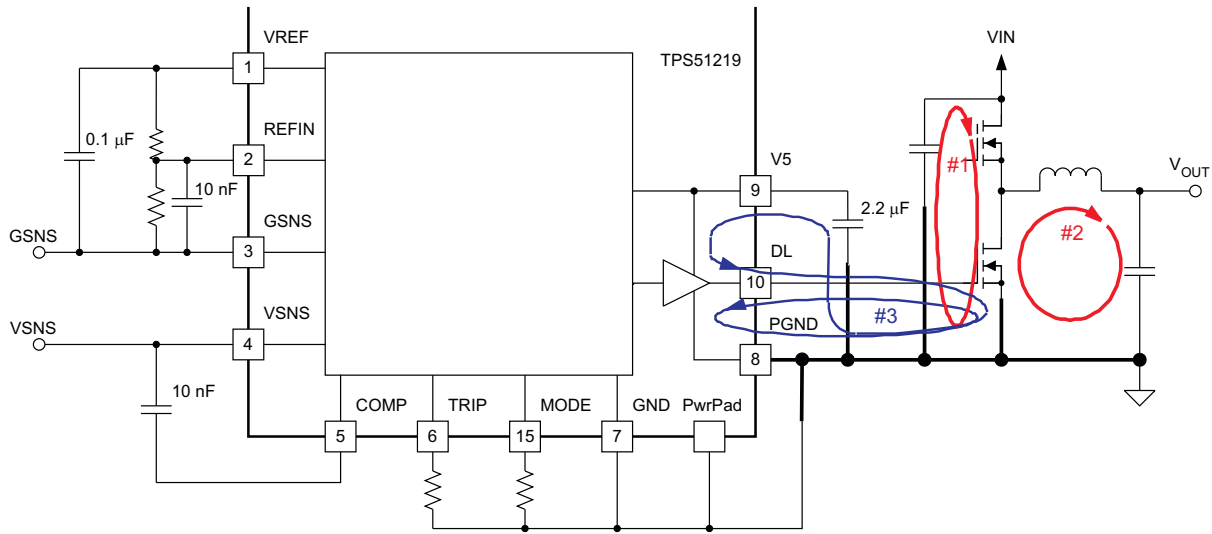 VREF
TPS51219
VIN
1
0.1 µF
REFIN
2
10 nF
V5
9
#1
VOUT
2.2 µF
GSNS
GSNS
3
#2
DL
10
VSNS
VSNS
4
#3
PGND
8
10 nF
COMP
TRIP
MODE
GND
PwrPad
5
6
15
7